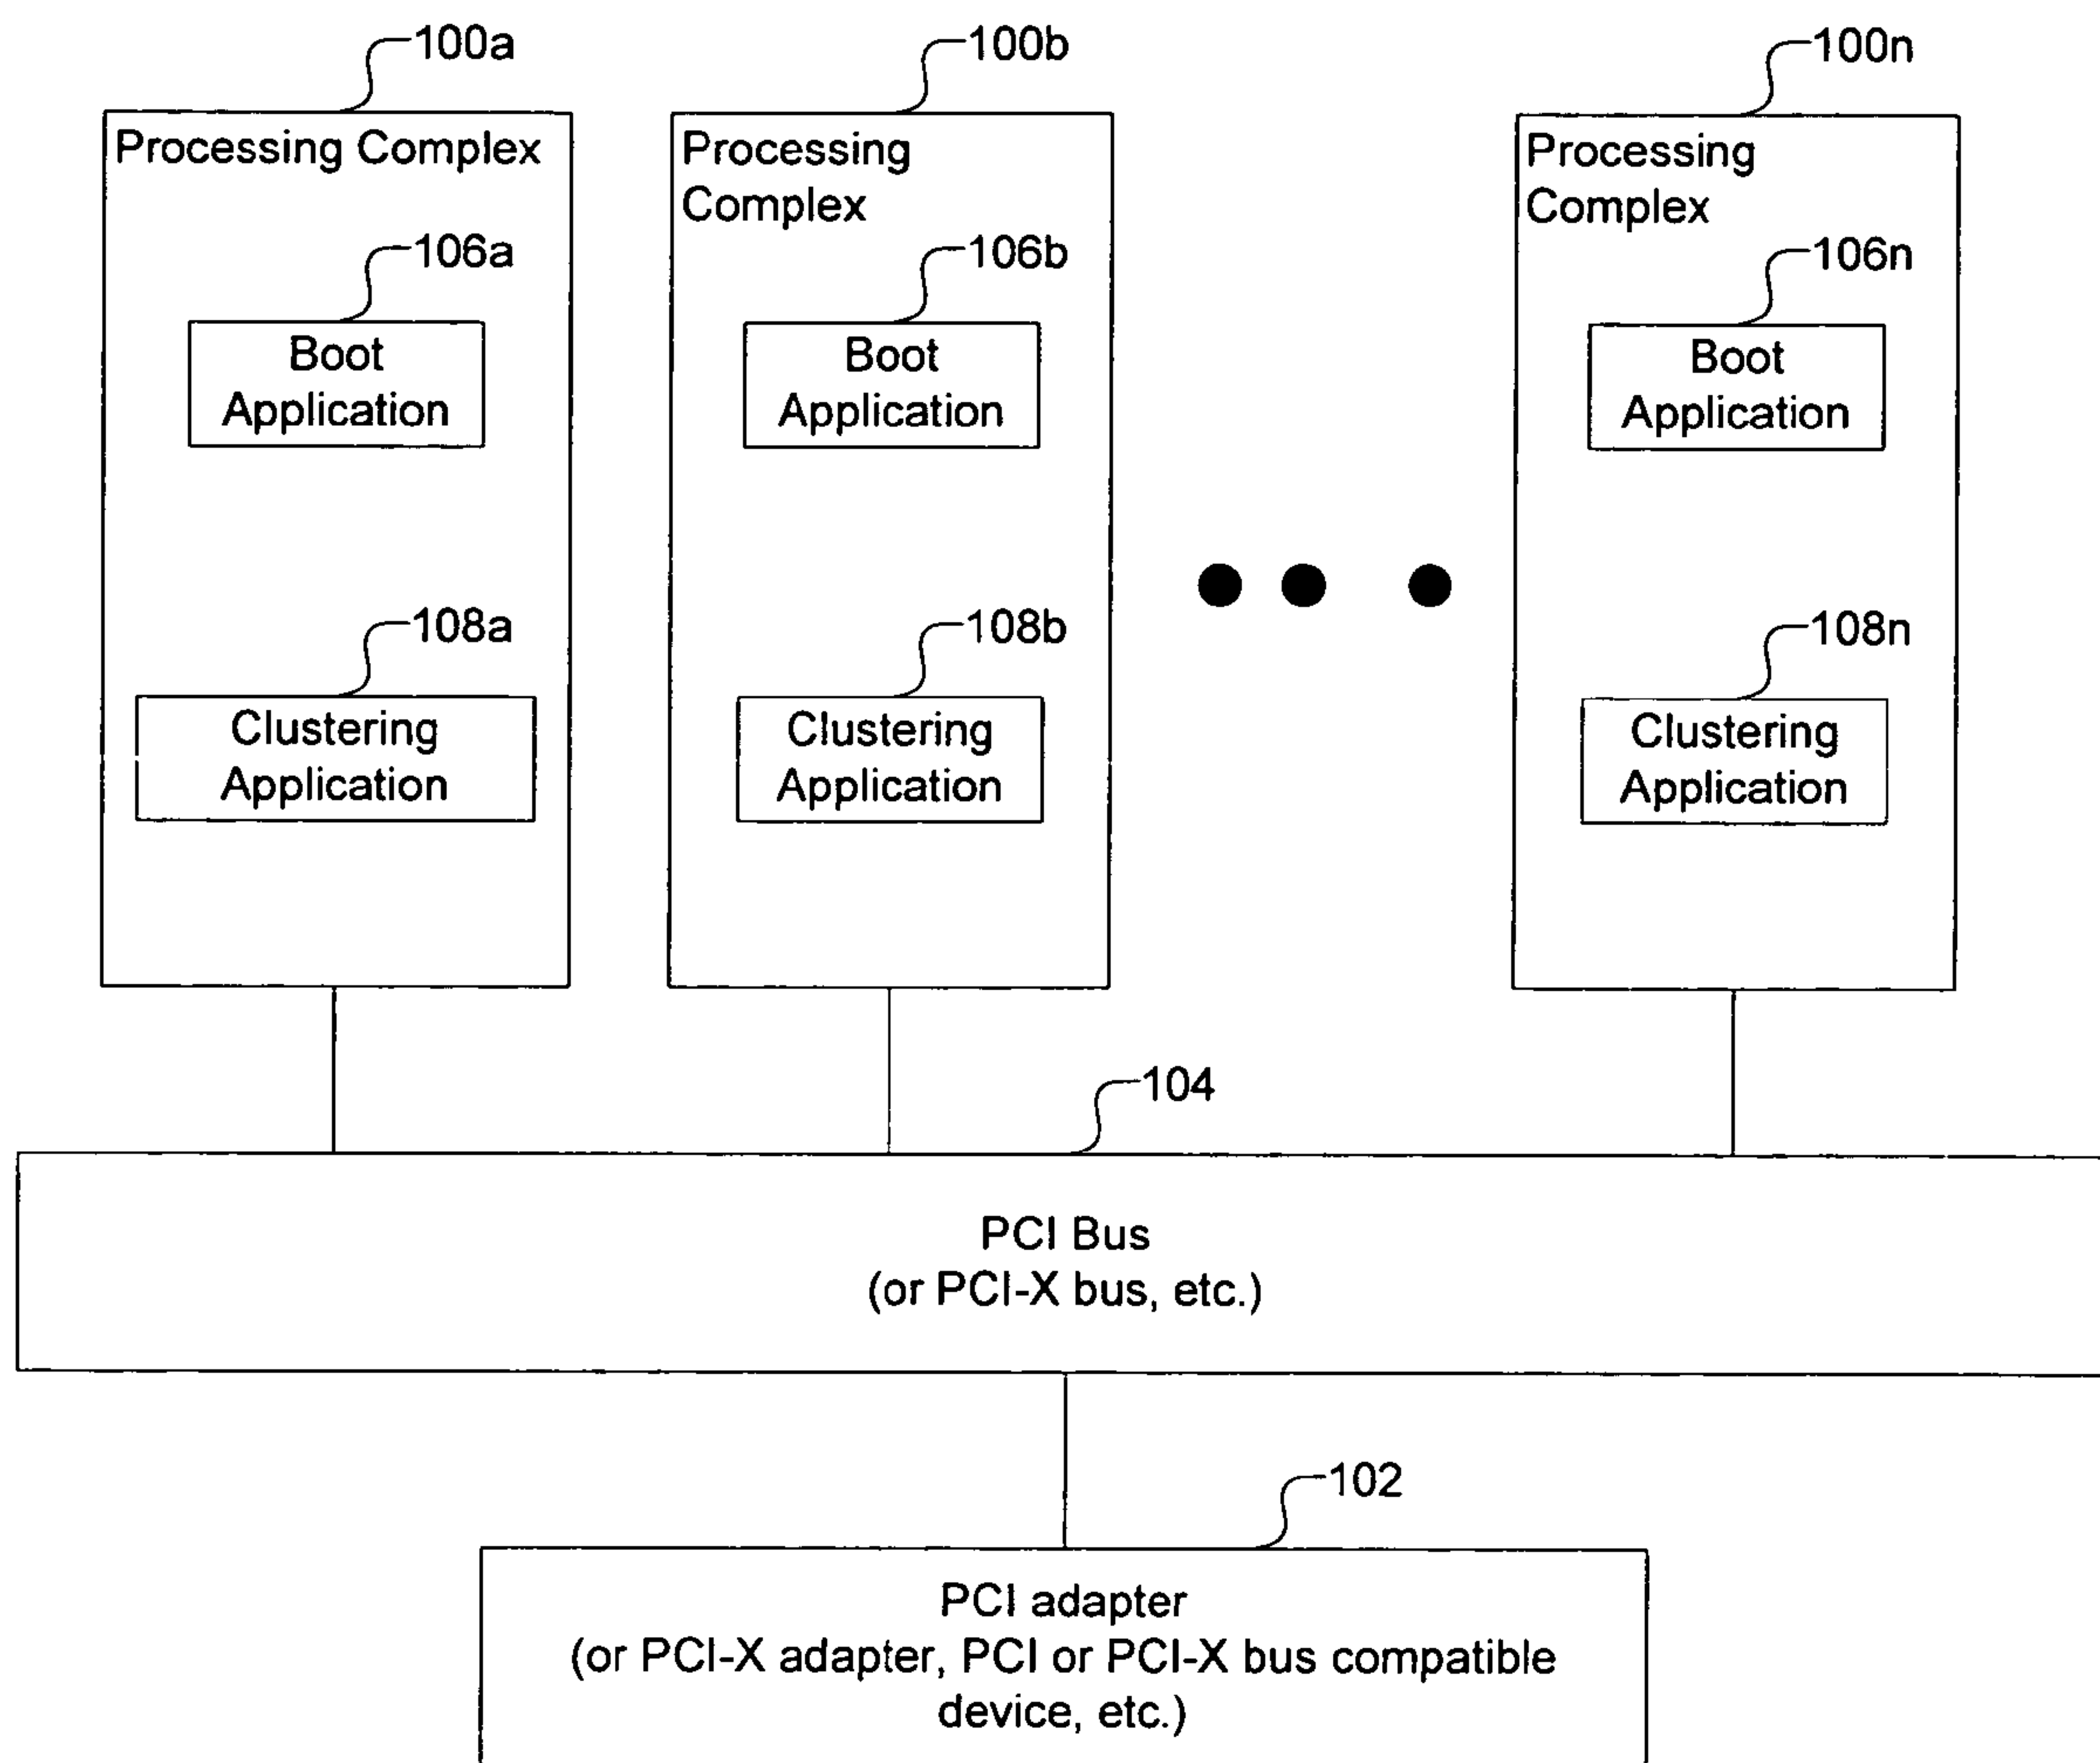 100a
100b
100n
Processing Complex
Processing
Complex
Processing
Complex
106a
106b
106n
Boot
Application
Boot
Application
Boot
Application
108a
108b
108n
Clustering
Application
Clustering
Application
Clustering
Application
104
PCI Bus
(or PCI-X bus, etc.)
102
PCI adapter
(or PCI-X adapter, PCI or PCI-X bus compatible
device, etc.)